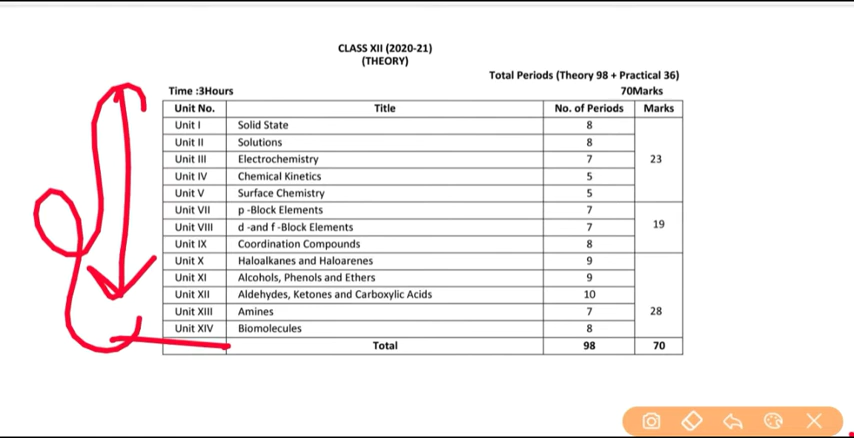 CLASS XII (2020-21)
(THEORY)
Total Periods (Theory 98 + Practical 36)
Time :3Hours 70Marks
Unit No. Title No. of Periods Marks
Unit I Solid State 8
Unit II Solutions 8
Unit III Electrochemistry 7 23
Unit IV Chemical Kinetics 5
Unit V Surface Chemistry 5
Unit VII p -Block Elements 7
Unit VIII d -and f -Block Elements 7 19
Unit IX Coordination Compounds 8
Unit X Haloalkanes and Haloarenes 9
Unit XI Alcohols, Phenols and Ethers 9
Unit XII Aldehydes, Ketones and Carboxylic Acids 10
Unit XIII Amines 7 28
Unit XIV Biomolecules 8
Total 98 70